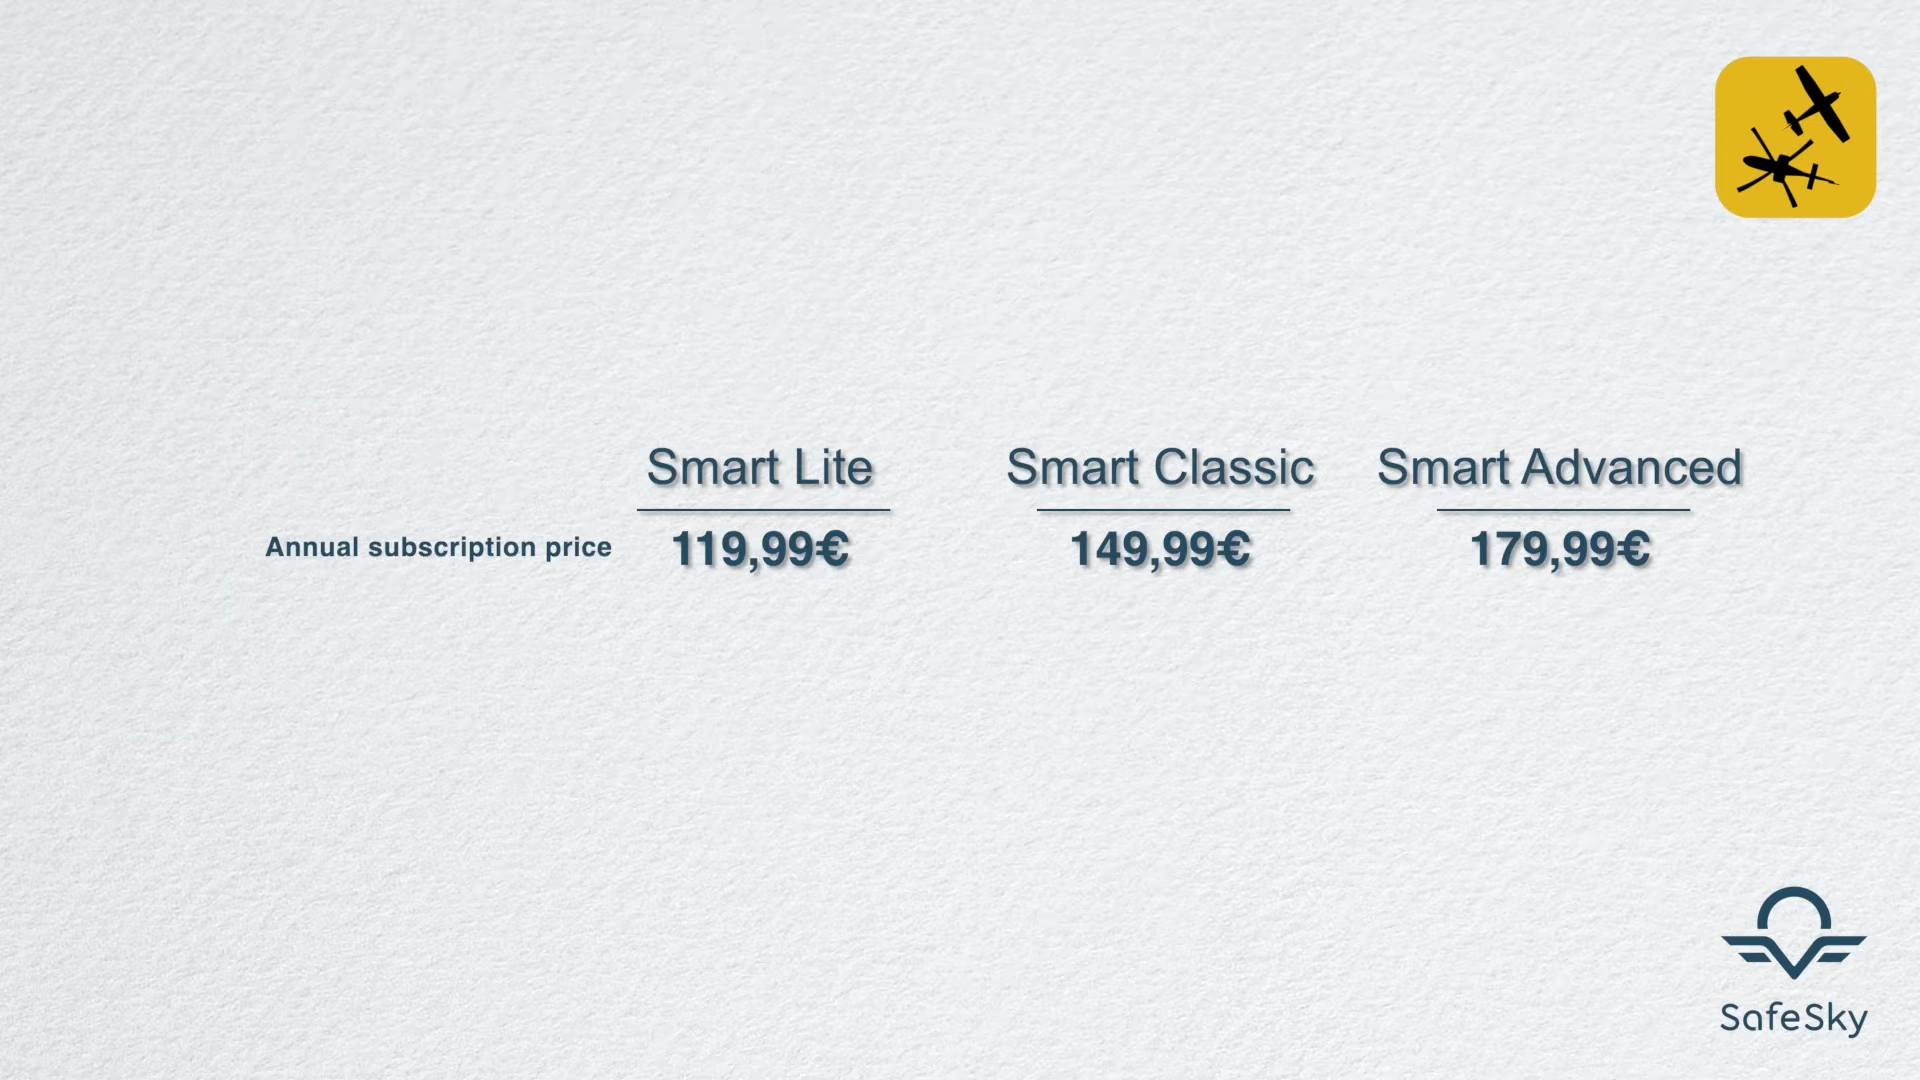 Smart Lite
Smart Classic
Smart Advanced
Annual subscription price
119,99€
149,99€
179,99€
SafeSky